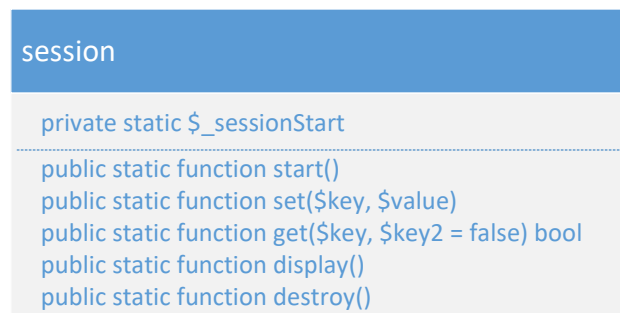 session
private static $_sessionStart
public static function start()
public static function set($key, $value)
public static function get($key, $key2 = false) bool
public static function display()
public static function destroy()